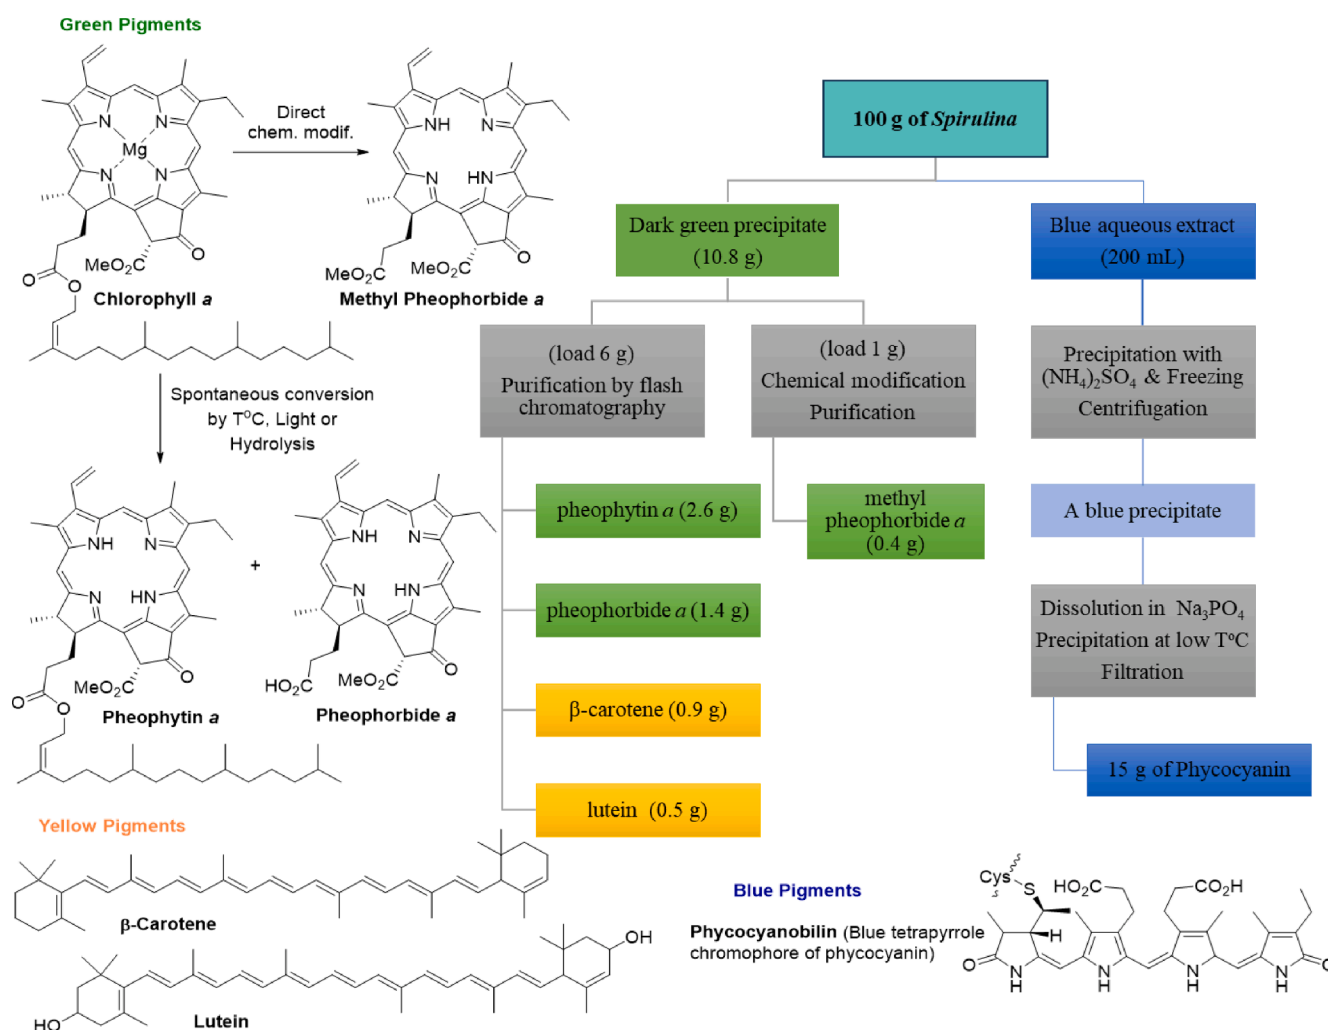 Green Pigments
N
N
Mg
N
N
MeO₂C
O
O
O
Chlorophyll a
Direct
chem. modif.
NH
N
N
HN
MeO₂C
MeO₂C
O
Methyl Pheophorbide a
Spontaneous conversion
by TºC, Light or
Hydrolysis
NH
N
N
HN
MeO₂C
O
O
O
Pheophytin a
+
NH
N
N
HN
HO₂C
MeO₂C
O
Pheophorbide a
100 g of Spirulina
Dark green precipitate
(10.8 g)
(load 6 g)
Purification by flash
chromatography
pheophytin a (2.6 g)
pheophorbide a (1.4 g)
β-carotene (0.9 g)
lutein (0.5 g)
(load 1 g)
Chemical modification
Purification
methyl
pheophorbide a
(0.4 g)
Blue aqueous extract
(200 mL)
Precipitation with
(NH₄)₂SO₄ & Freezing
Centrifugation
A blue precipitate
Dissolution in Na₃PO₄
Precipitation at low TºC
Filtration
15 g of Phycocyanin
Yellow Pigments
β-Carotene
OH
HO
Lutein
Blue Pigments
Phycocyanobilin (Blue tetrapyrrole
chromophore of phycocyanin)
Cys
S
HO₂C
CO₂H
H
O
N
H
N
H
N
H
N
H
O